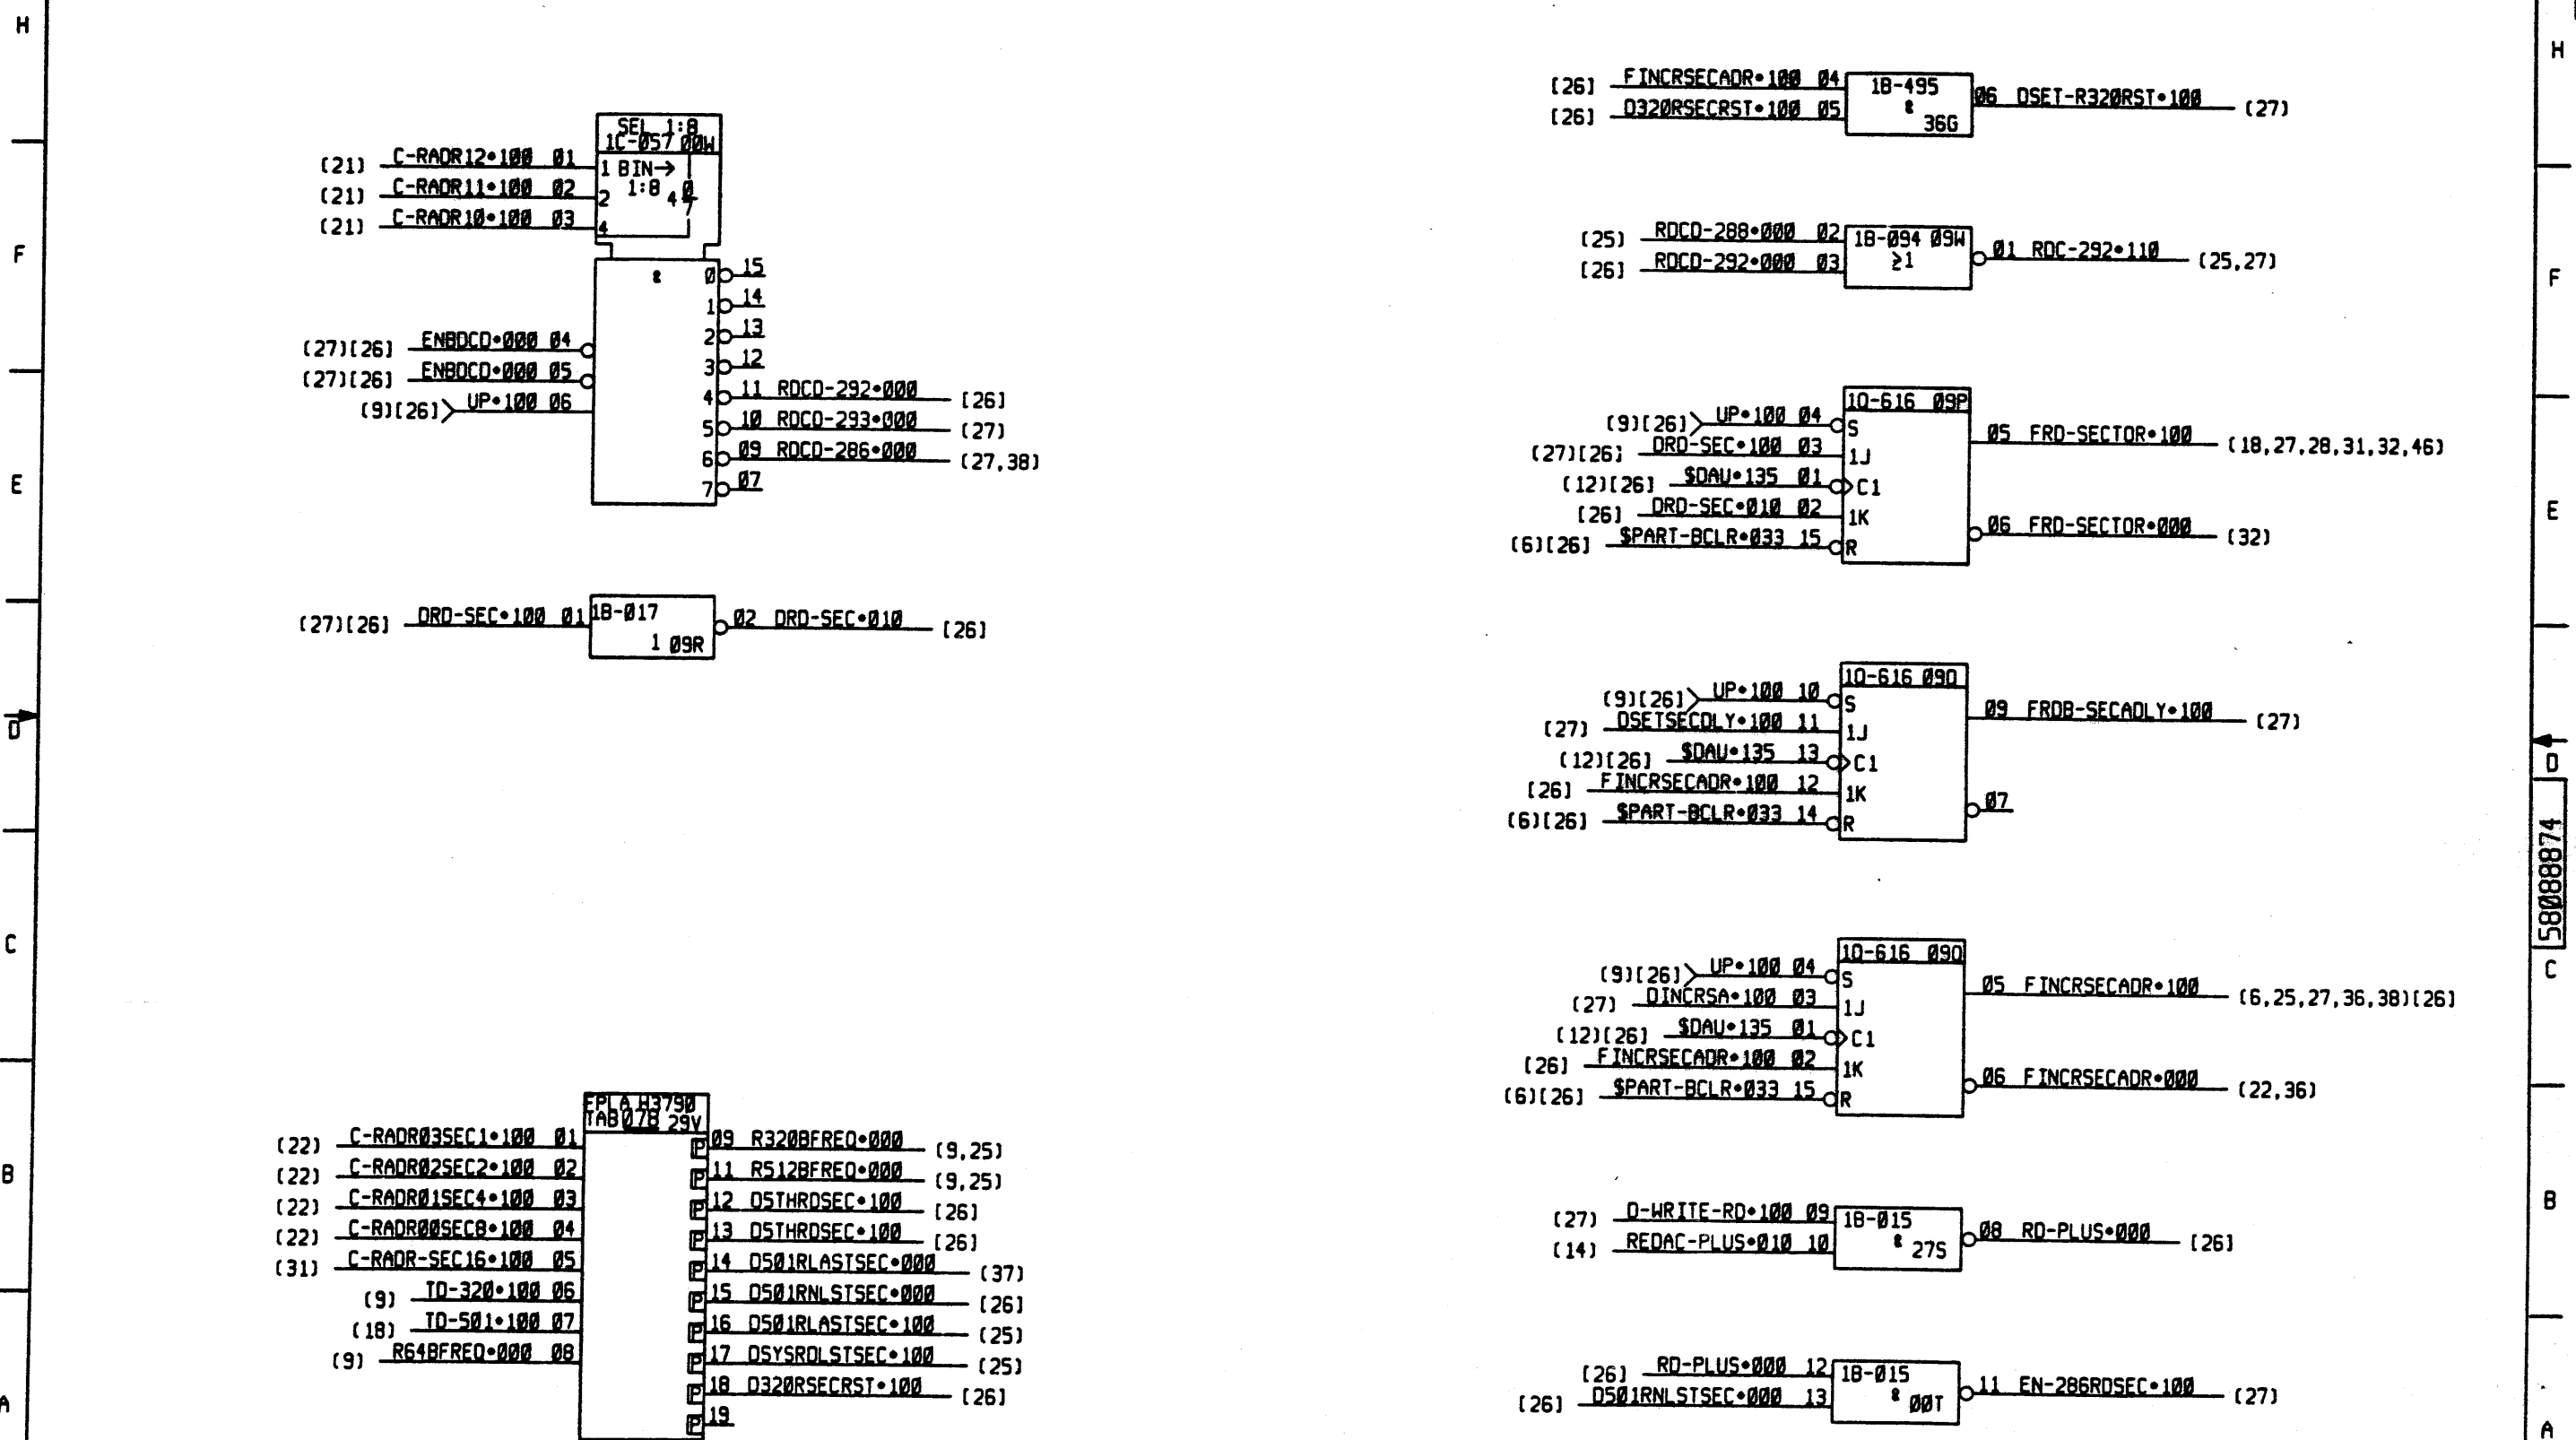 H
F
E
D
C
B
A
SEL 1:8
1C-057 00W
1 BIN→
2 1:8 4 0
7
4
(21) C-RADR12•100 01
(21) C-RADR11•100 02
(21) C-RADR10•100 03
&
(27)[26] ENBDCD•000 04
(27)[26] ENBDCD•000 05
(9)[26] UP•100 06
0 15
1 14
2 13
3 12
4 11 RDCD-292•000 [26]
5 10 RDCD-293•000 (27)
6 09 RDCD-286•000 (27,38)
7 07
(27)[26] DRD-SEC•100 01 1B-017 02 DRD-SEC•010 [26]
1 09R
FPLA H3790
TAB 07B 29V
(22) C-RADR03SEC1•100 01
(22) C-RADR02SEC2•100 02
(22) C-RADR01SEC4•100 03
(22) C-RADR00SEC8•100 04
(31) C-RADR-SEC16•100 05
(9) TD-320•100 06
(18) TD-501•100 07
(9) R64BFREQ•000 08
P 09 R320BFREQ•000 (9,25)
P 11 R512BFREQ•000 (9,25)
P 12 D5THRDSEC•100 [26]
P 13 D5THRDSEC•100 [26]
P 14 D501RLASTSEC•000 (37)
P 15 D501RNLSTSEC•000 [26]
P 16 D501RLASTSEC•100 (25)
P 17 DSYSRDLSTSEC•100 (25)
P 18 D320RSECRST•100 [26]
P 19
[26] FINCRSECADR•100 04 1B-495 06 DSET-R320RST•100 (27)
[26] D320RSECRST•100 05 & 36G
(25) RDCD-288•000 02 1B-094 09W 01 RDC-292•110 (25,27)
[26] RDCD-292•000 03 ≥1
1D-616 09P
(9)[26] UP•100 04 S
(27)[26] DRD-SEC•100 03 1J
(12)[26] $DAU•135 01 C1
[26] DRD-SEC•010 02 1K
(6)[26] $PART-BCLR•033 15 R
05 FRD-SECTOR•100 (18,27,28,31,32,46)
06 FRD-SECTOR•000 (32)
1D-616 09Q
(9)[26] UP•100 10 S
(27) DSETSECDLY•100 11 1J
(12)[26] $DAU•135 13 C1
[26] FINCRSECADR•100 12 1K
(6)[26] $PART-BCLR•033 14 R
09 FRDB-SECADLY•100 (27)
07
1D-616 09Q
(9)[26] UP•100 04 S
(27) DINCRSA•100 03 1J
(12)[26] $DAU•135 01 C1
[26] FINCRSECADR•100 02 1K
(6)[26] $PART-BCLR•033 15 R
05 FINCRSECADR•100 (6,25,27,36,38)[26]
06 FINCRSECADR•000 (22,36)
(27) D-WRITE-RD•100 09 1B-015 08 RD-PLUS•000 [26]
(14) REDAC-PLUS•010 10 & 27S
[26] RD-PLUS•000 12 1B-015 11 EN-286RDSEC•100 (27)
[26] D501RNLSTSEC•000 13 & 00T
H
F
E
D
58088874
C
B
A